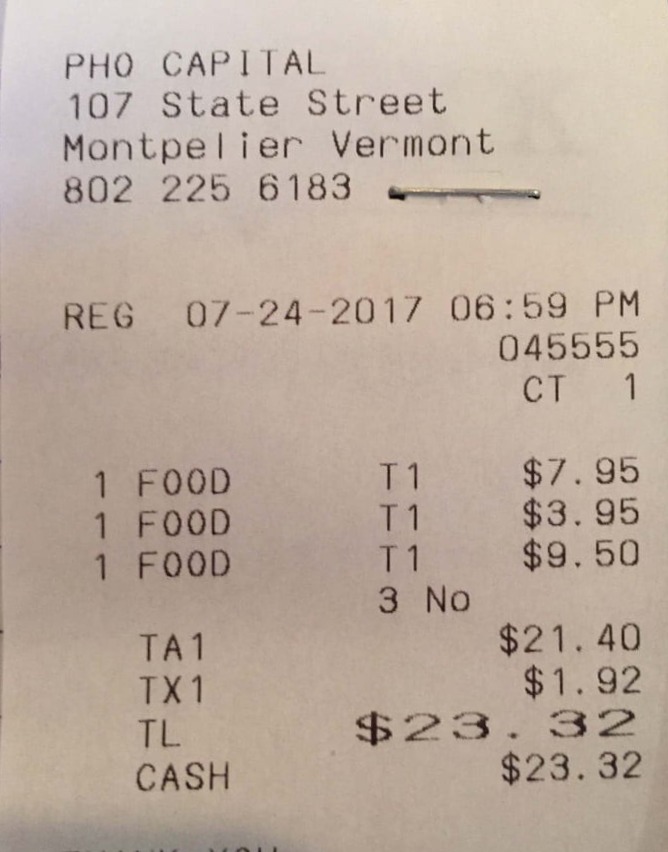 PHO CAPITAL
107 State Street
Montpelier Vermont
802 225 6183
REG 07-24-2017 06:59 PM
045555
CT 1
1 FOOD T1 $7.95
1 FOOD T1 $3.95
1 FOOD T1 $9.50
3 No
TA1 $21.40
TX1 $1.92
TL $23.32
CASH $23.32